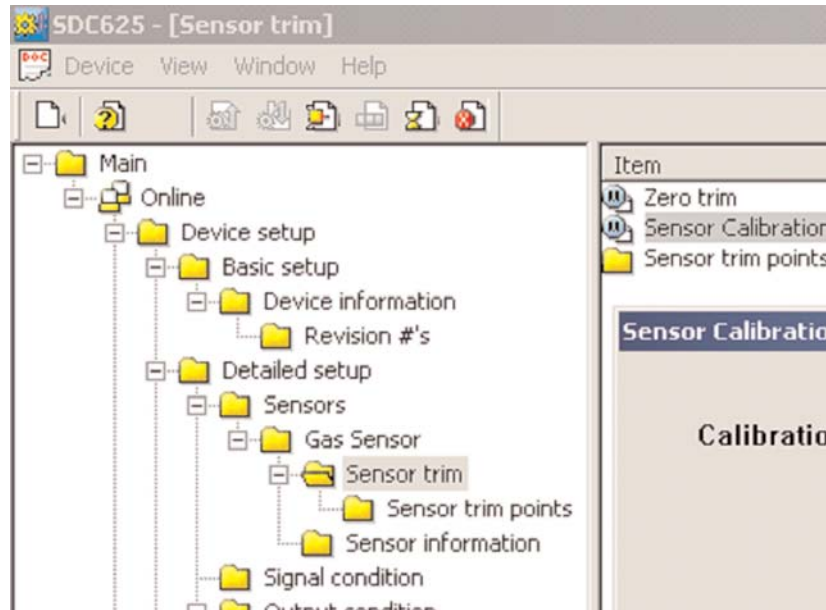 SDC625 - [Sensor trim]
Device View Window Help
Main
Online
Device setup
Basic setup
Device information
Revision #'s
Detailed setup
Sensors
Gas Sensor
Sensor trim
Sensor trim points
Sensor information
Signal condition
Output condition
Item
Zero trim
Sensor Calibration
Sensor trim points
Sensor Calibratio
Calibratio